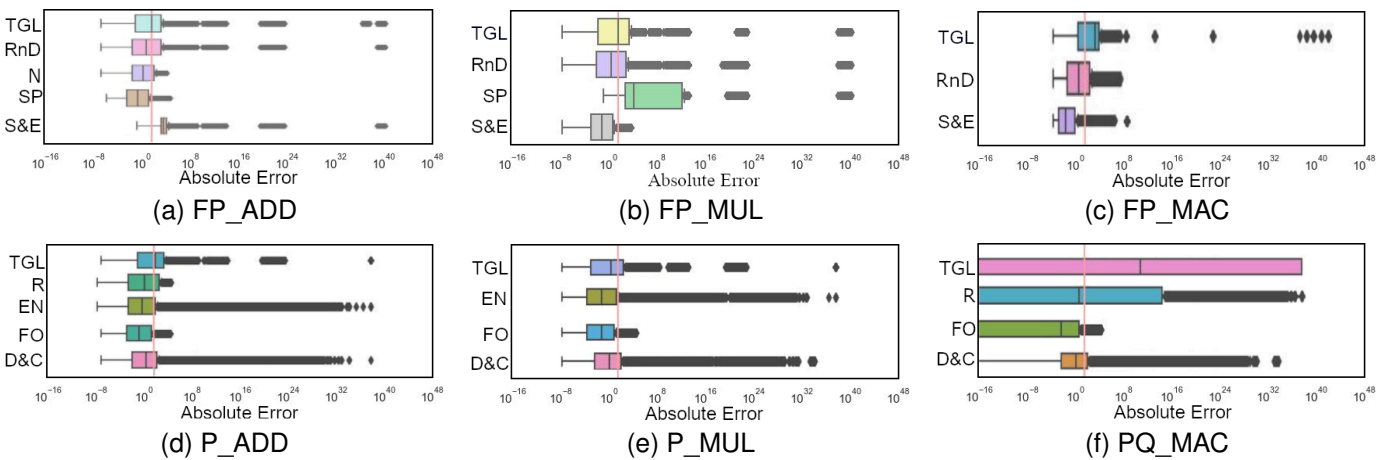 TGL
RnD
N
SP
S&E
10^-16 10^-8 10^0 10^8 10^16 10^24 10^32 10^40 10^48
Absolute Error
(a) FP_ADD
TGL
RnD
SP
S&E
10^-16 10^-8 10^0 10^8 10^16 10^24 10^32 10^40 10^48
Absolute Error
(b) FP_MUL
TGL
RnD
S&E
10^-16 10^-8 10^0 10^8 10^16 10^24 10^32 10^40 10^48
Absolute Error
(c) FP_MAC
TGL
R
EN
FO
D&C
10^-16 10^-8 10^0 10^8 10^16 10^24 10^32 10^40 10^48
Absolute Error
(d) P_ADD
TGL
EN
FO
D&C
10^-16 10^-8 10^0 10^8 10^16 10^24 10^32 10^40 10^48
Absolute Error
(e) P_MUL
TGL
R
FO
D&C
10^-16 10^-8 10^0 10^8 10^16 10^24 10^32 10^40 10^48
Absolute Error
(f) PQ_MAC